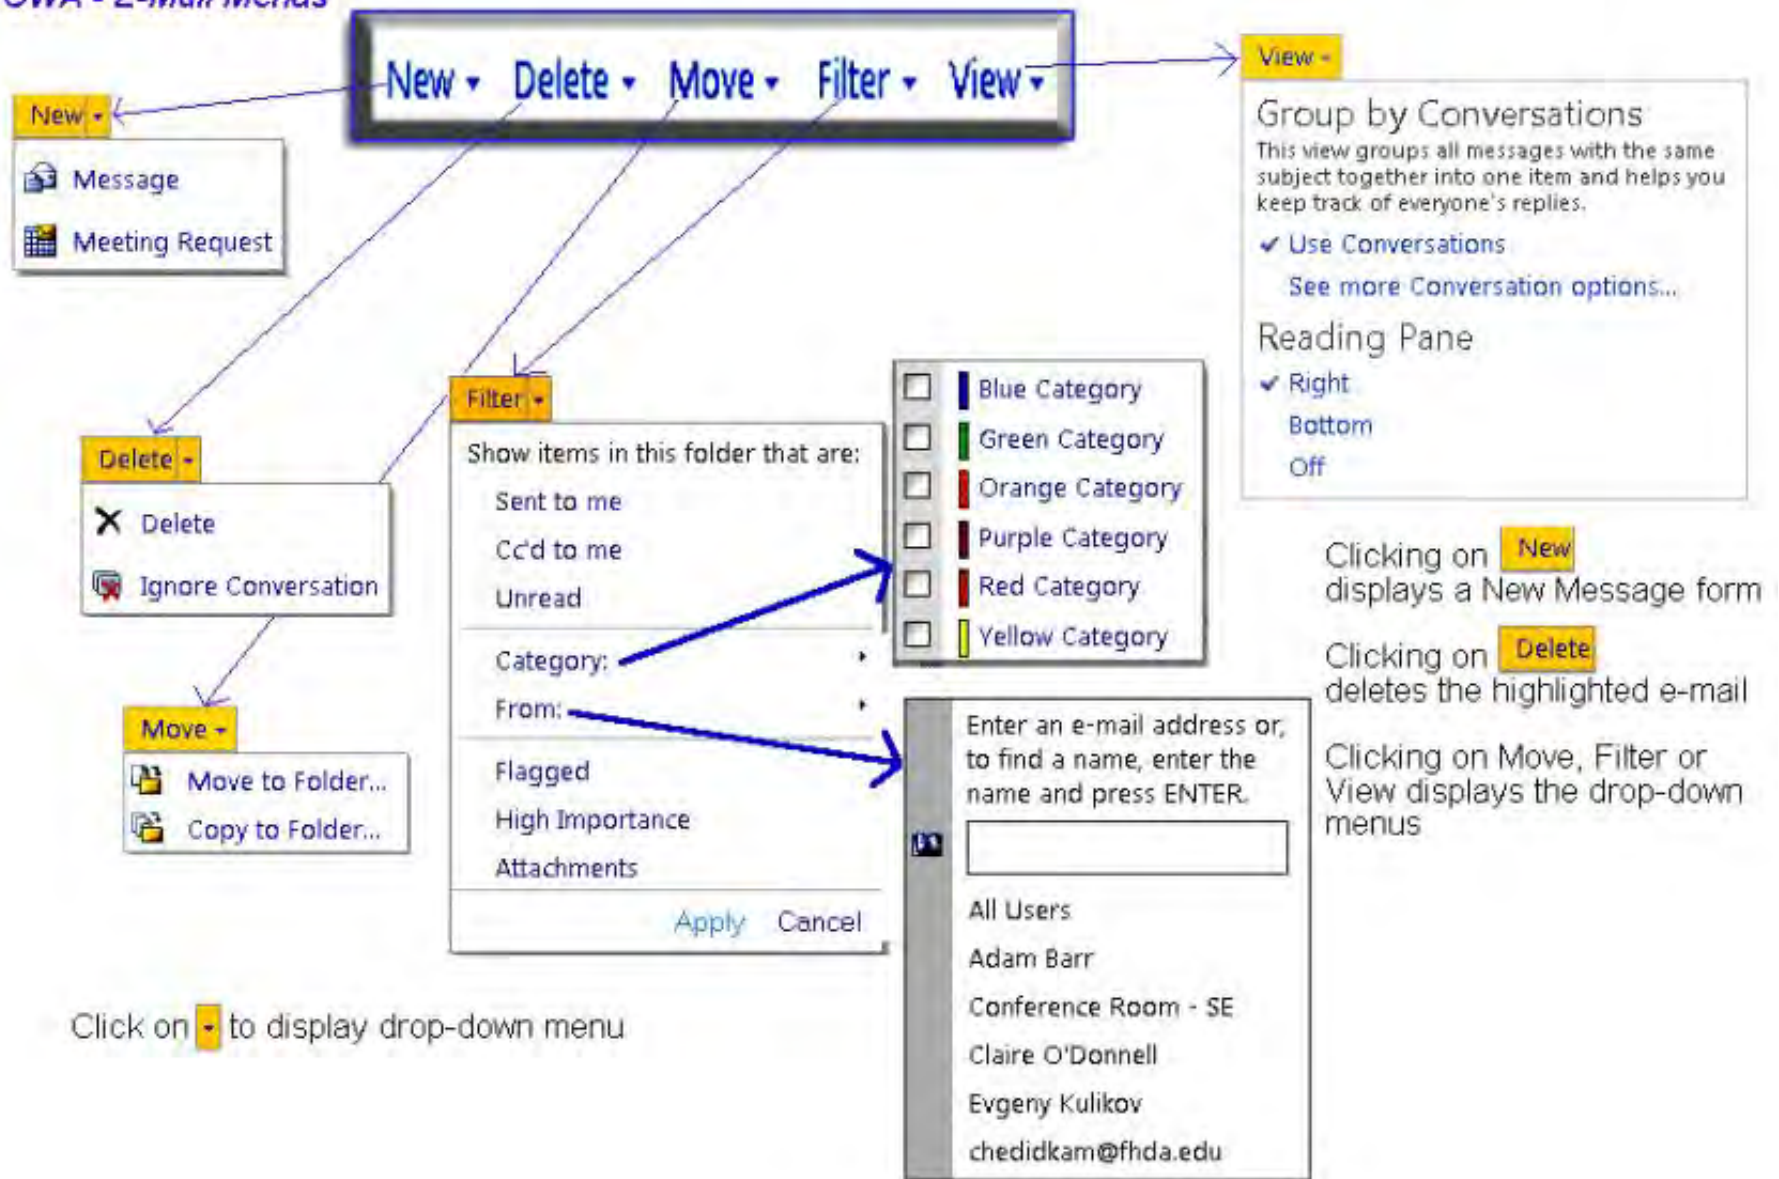 OWA - E-Mail Menus
New Delete Move Filter View
New
Message
Meeting Request
View
Group by Conversations
This view groups all messages with the same
subject together into one item and helps you
keep track of everyone's replies.
Use Conversations
See more Conversation options...
Reading Pane
Right
Bottom
Off
Delete
Delete
Ignore Conversation
Move
Move to Folder...
Copy to Folder...
Filter
Show items in this folder that are:
Sent to me
Cc'd to me
Unread
Category:
From:
Flagged
High Importance
Attachments
Apply Cancel
Blue Category
Green Category
Orange Category
Purple Category
Red Category
Yellow Category
Enter an e-mail address or,
to find a name, enter the
name and press ENTER.
All Users
Adam Barr
Conference Room - SE
Claire O'Donnell
Evgeny Kulikov
chedidkam@fhda.edu
Clicking on New
displays a New Message form
Clicking on Delete
deletes the highlighted e-mail
Clicking on Move, Filter or
View displays the drop-down
menus
Click on to display drop-down menu